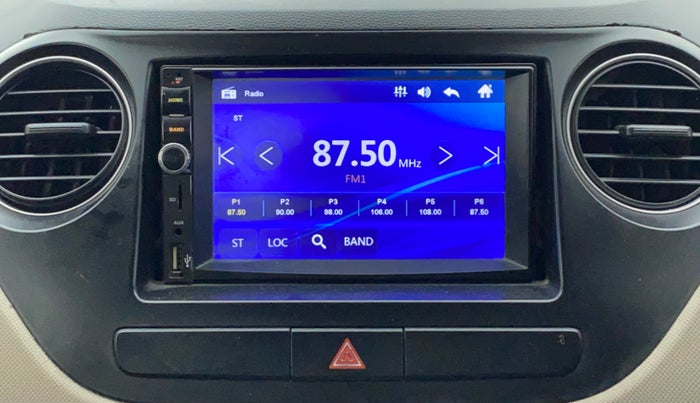 Radio
HOME
ST
BAND
87.50 MHz
FM1
P1 P2 P3 P4 P5 P6
87.50 90.00 98.00 106.00 108.00 87.50
SD
AUX
ST LOC BAND